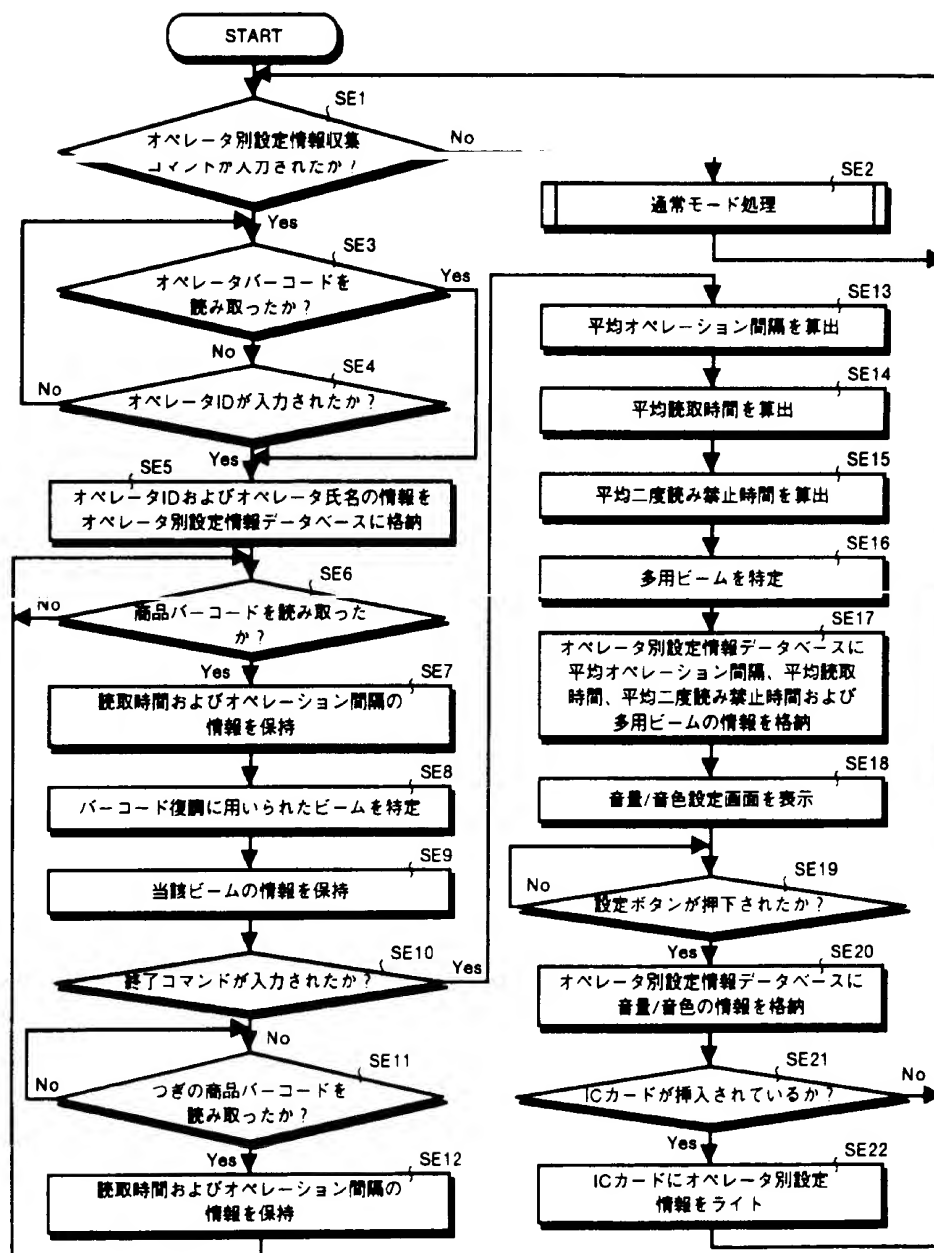 START
SE1
オペレータ別設定情報収集
コマンドが入力されたか?
No
Yes
SE2
通常モード処理
SE3
オペレータバーコードを
読み取ったか?
Yes
No
SE4
オペレータIDが入力されたか?
No
Yes
SE5
オペレータIDおよびオペレータ氏名の情報を
オペレータ別設定情報データベースに格納
SE6
商品バーコードを読み取った
か?
No
Yes
SE7
読取時間およびオペレーション間隔の
情報を保持
SE8
バーコード復調に用いられたビームを特定
SE9
当該ビームの情報を保持
SE10
終了コマンドが入力されたか?
Yes
No
SE11
つぎの商品バーコードを
読み取ったか?
No
Yes
SE12
読取時間およびオペレーション間隔の
情報を保持
SE13
平均オペレーション間隔を算出
SE14
平均読取時間を算出
SE15
平均二度読み禁止時間を算出
SE16
多用ビームを特定
SE17
オペレータ別設定情報データベースに
平均オペレーション間隔、平均読取
時間、平均二度読み禁止時間および
多用ビームの情報を格納
SE18
音量/音色設定画面を表示
SE19
設定ボタンが押下されたか?
No
Yes
SE20
オペレータ別設定情報データベースに
音量/音色の情報を格納
SE21
ICカードが挿入されているか?
No
Yes
SE22
ICカードにオペレータ別設定
情報をライト